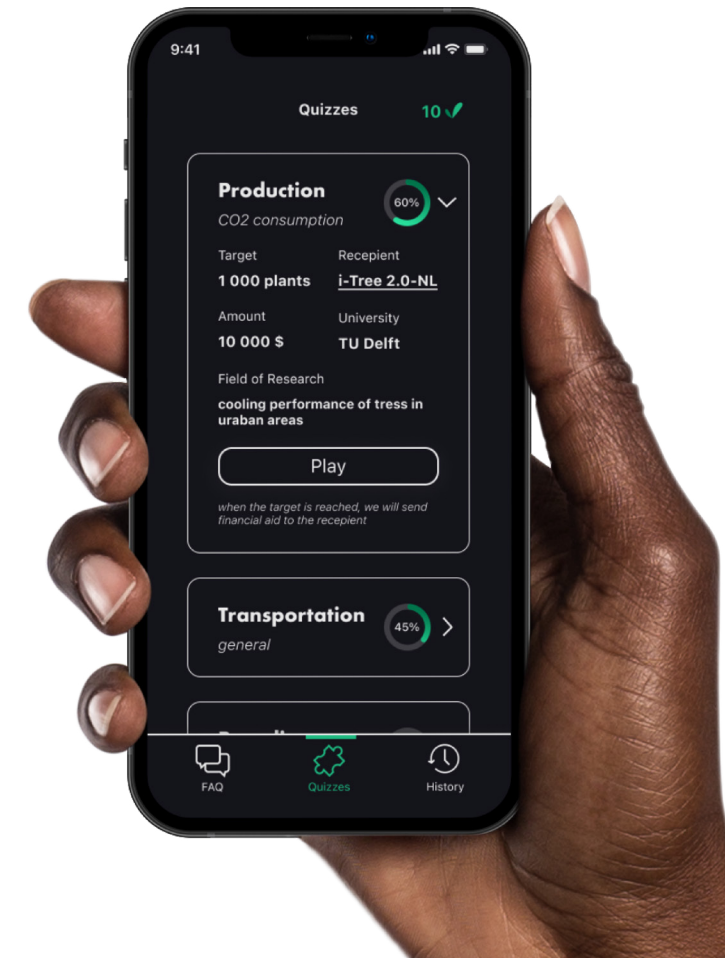 9:41
Quizzes
10
Production
60%
CO2 consumption
Target
Recepient
1 000 plants
i-Tree 2.0-NL
Amount
University
10 000 $
TU Delft
Field of Research
cooling performance of tress in
uraban areas
Play
when the target is reached, we will send
financial aid to the recepient
Transportation
45%
general
FAQ
Quizzes
History